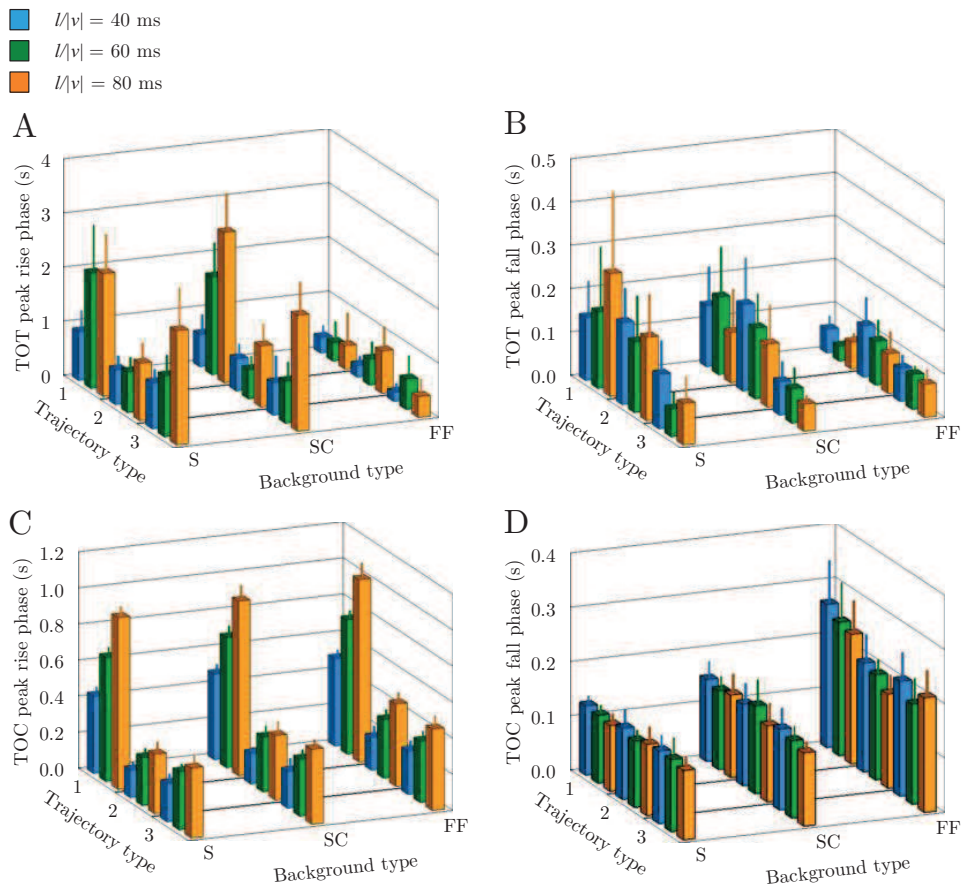 l/|v| = 40 ms
l/|v| = 60 ms
l/|v| = 80 ms
A
TOT peak rise phase (s)
4
3
2
1
0
1
2
3
Trajectory type
S
SC
FF
Background type
B
TOT peak fall phase (s)
0.5
0.4
0.3
0.2
0.1
0.0
1
2
3
Trajectory type
S
SC
FF
Background type
C
TOC peak rise phase (s)
1.2
1.0
0.8
0.6
0.4
0.2
0.0
1
2
3
Trajectory type
S
SC
FF
Background type
D
TOC peak fall phase (s)
0.4
0.3
0.2
0.1
0.0
1
2
3
Trajectory type
S
SC
FF
Background type